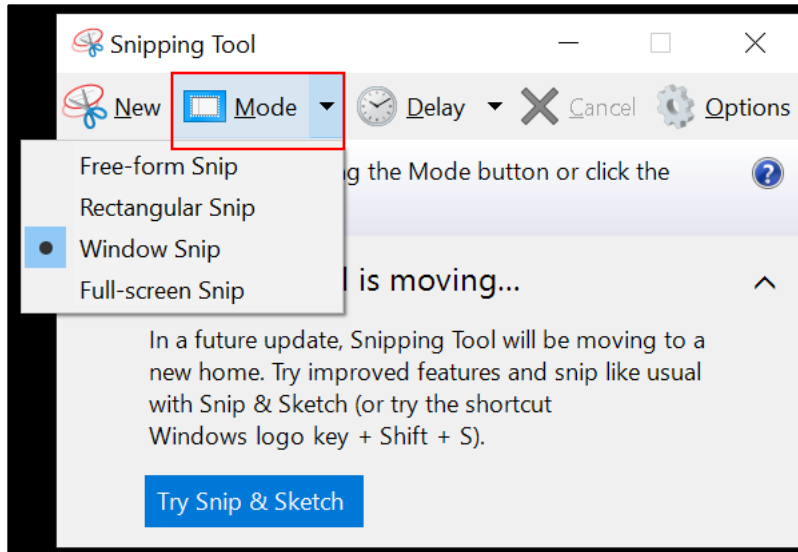 Snipping Tool
New Mode Delay Cancel Options
Free-form Snip
Rectangular Snip
Window Snip
Full-screen Snip
the Mode button or click the
is moving...
In a future update, Snipping Tool will be moving to a
new home. Try improved features and snip like usual
with Snip & Sketch (or try the shortcut
Windows logo key + Shift + S).
Try Snip & Sketch